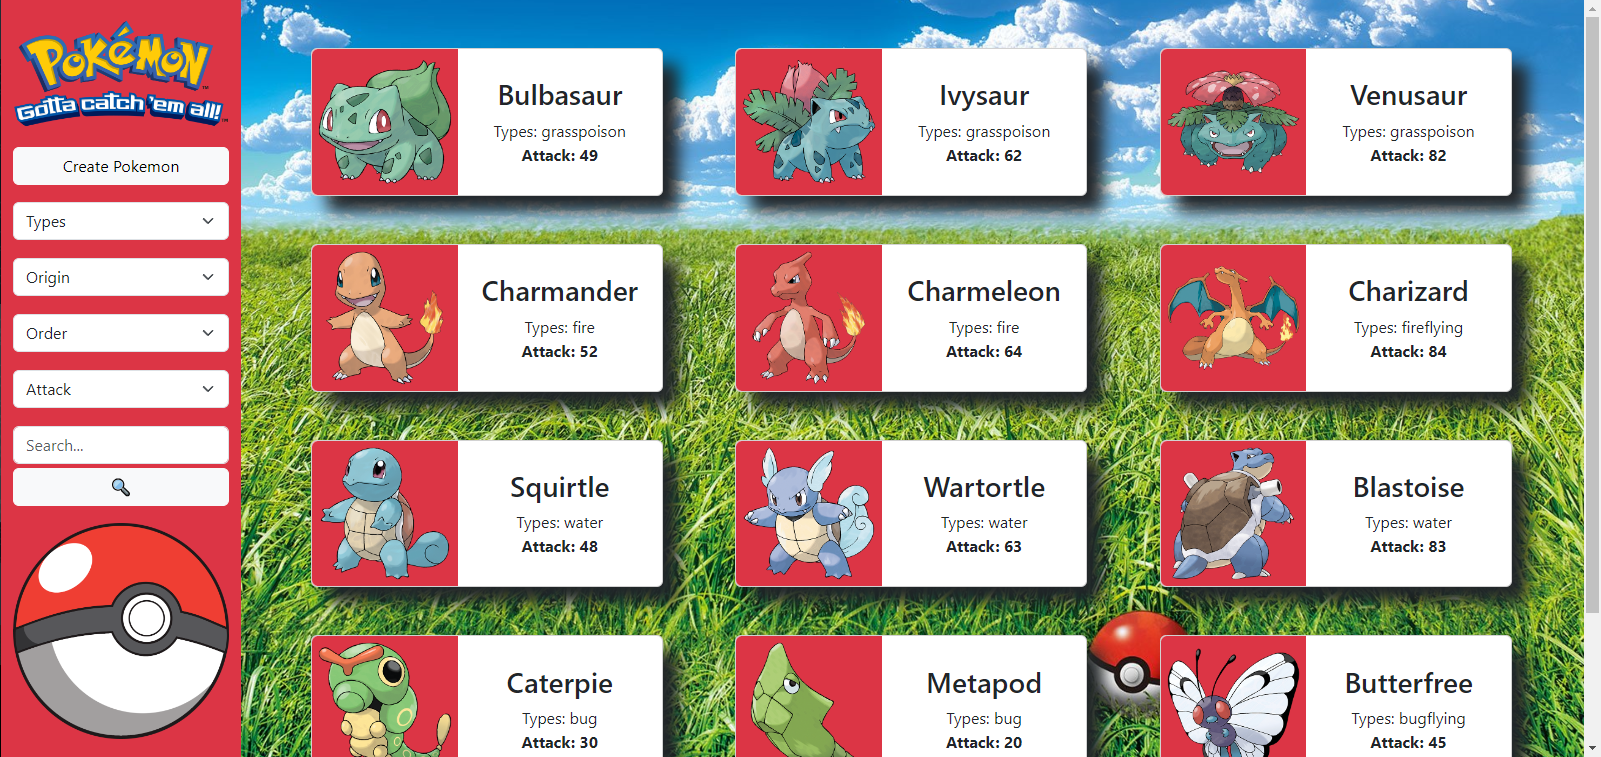 Pokémon
Gotta catch 'em all!
Create Pokemon
Types
Origin
Order
Attack
Search...
Bulbasaur
Types: grasspoison
Attack: 49
Ivysaur
Types: grasspoison
Attack: 62
Venusaur
Types: grasspoison
Attack: 82
Charmander
Types: fire
Attack: 52
Charmeleon
Types: fire
Attack: 64
Charizard
Types: fireflying
Attack: 84
Squirtle
Types: water
Attack: 48
Wartortle
Types: water
Attack: 63
Blastoise
Types: water
Attack: 83
Caterpie
Types: bug
Attack: 30
Metapod
Types: bug
Attack: 20
Butterfree
Types: bugflying
Attack: 45